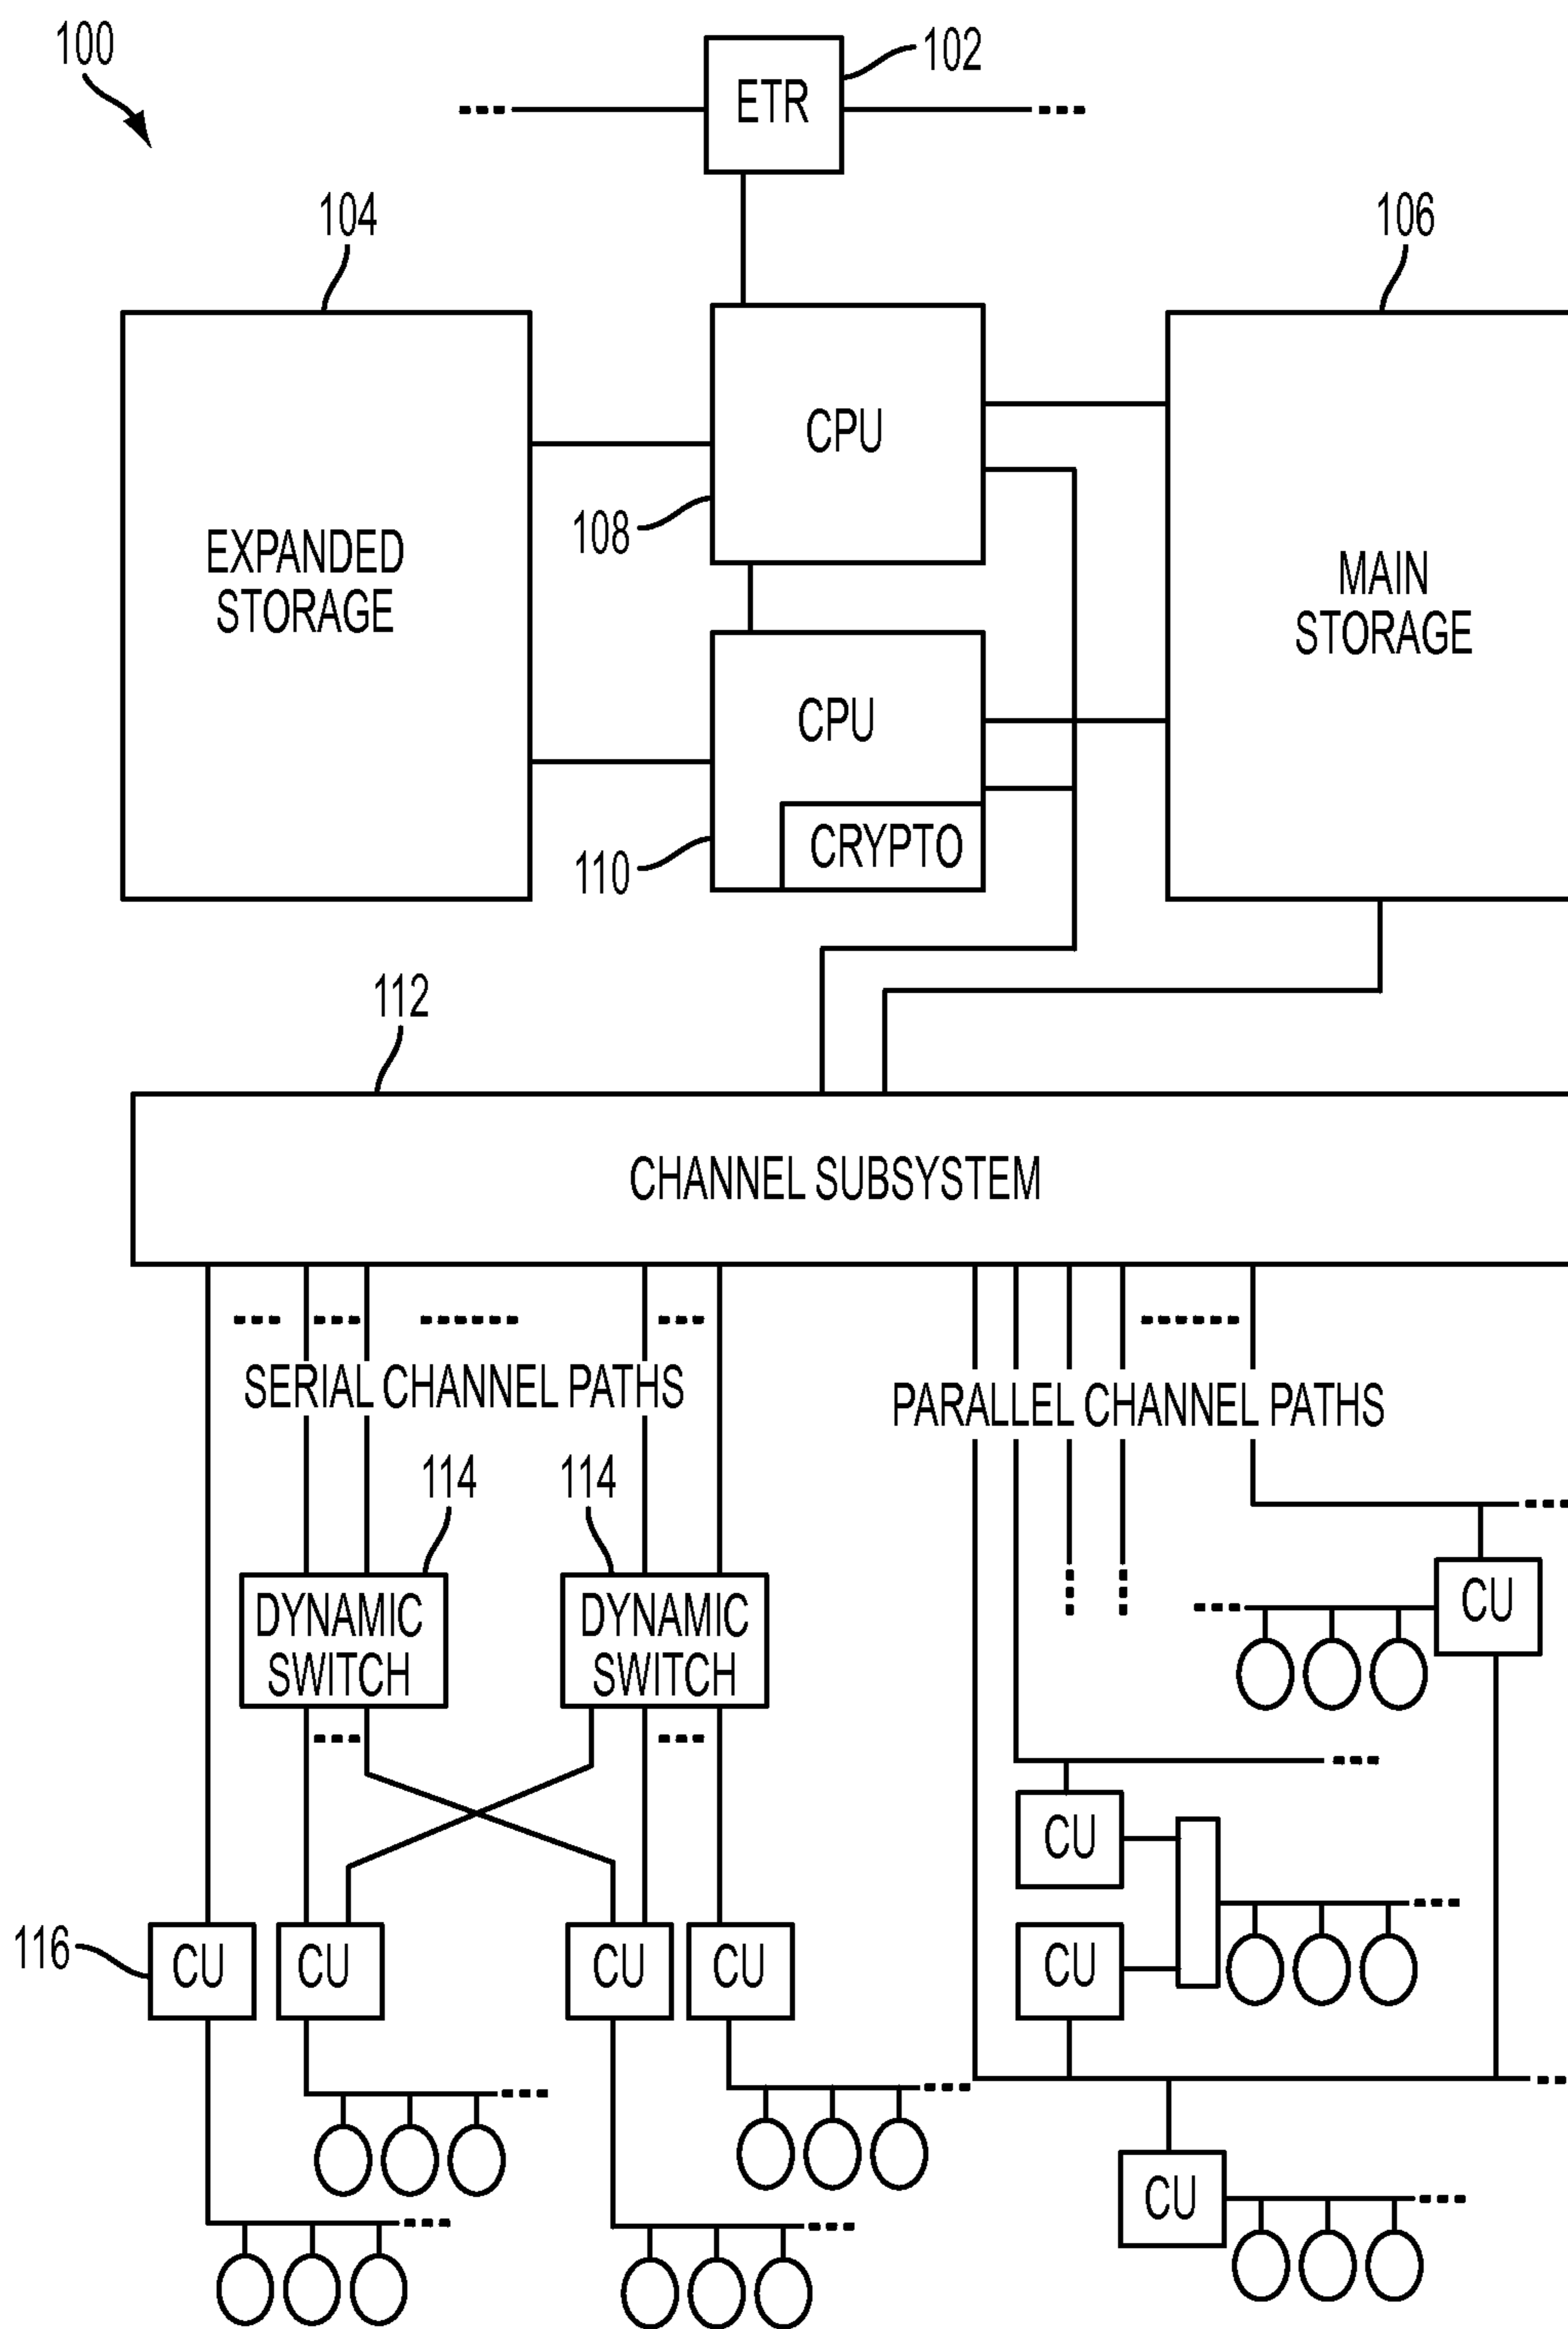 100
102
ETR
104
106
CPU
108
EXPANDED
STORAGE
MAIN
STORAGE
CPU
CRYPTO
110
112
CHANNEL SUBSYSTEM
SERIAL CHANNEL PATHS
PARALLEL CHANNEL PATHS
114
114
DYNAMIC
SWITCH
DYNAMIC
SWITCH
CU
CU
116
CU
CU
CU
CU
CU
CU